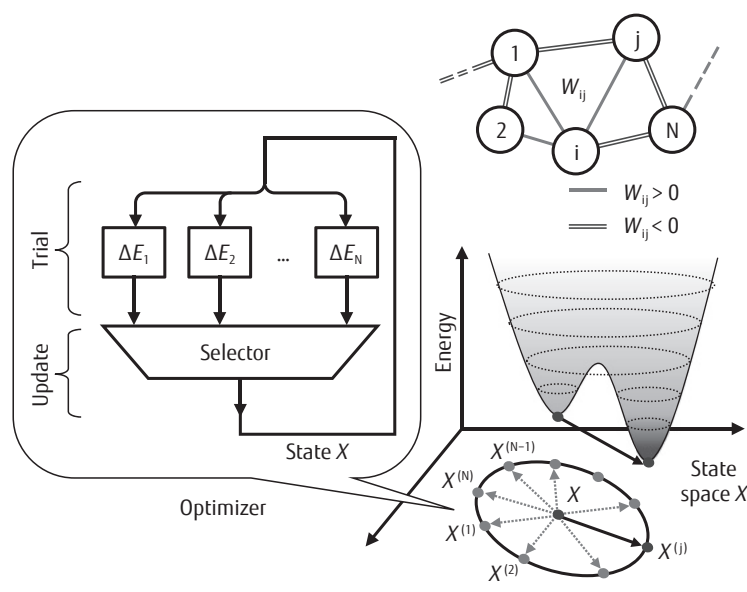 1
j
W_ij
2
i
N
W_ij > 0
W_ij < 0
Trial
ΔE_1
ΔE_2
...
ΔE_N
Update
Selector
State X
Optimizer
Energy
State
space X
X^(N-1)
X^(N)
X
X^(1)
X^(j)
X^(2)